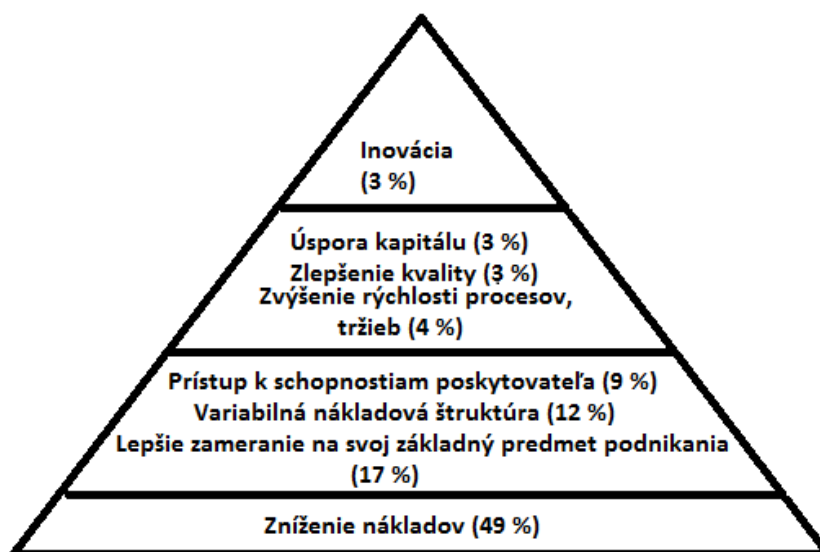 Inovácia
(3 %)
Úspora kapitálu (3 %)
Zlepšenie kvality (3 %)
Zvýšenie rýchlosti procesov,
tržieb (4 %)
Prístup k schopnostiam poskytovateľa (9 %)
Variabilná nákladová štruktúra (12 %)
Lepšie zameranie na svoj základný predmet podnikania
(17 %)
Zníženie nákladov (49 %)